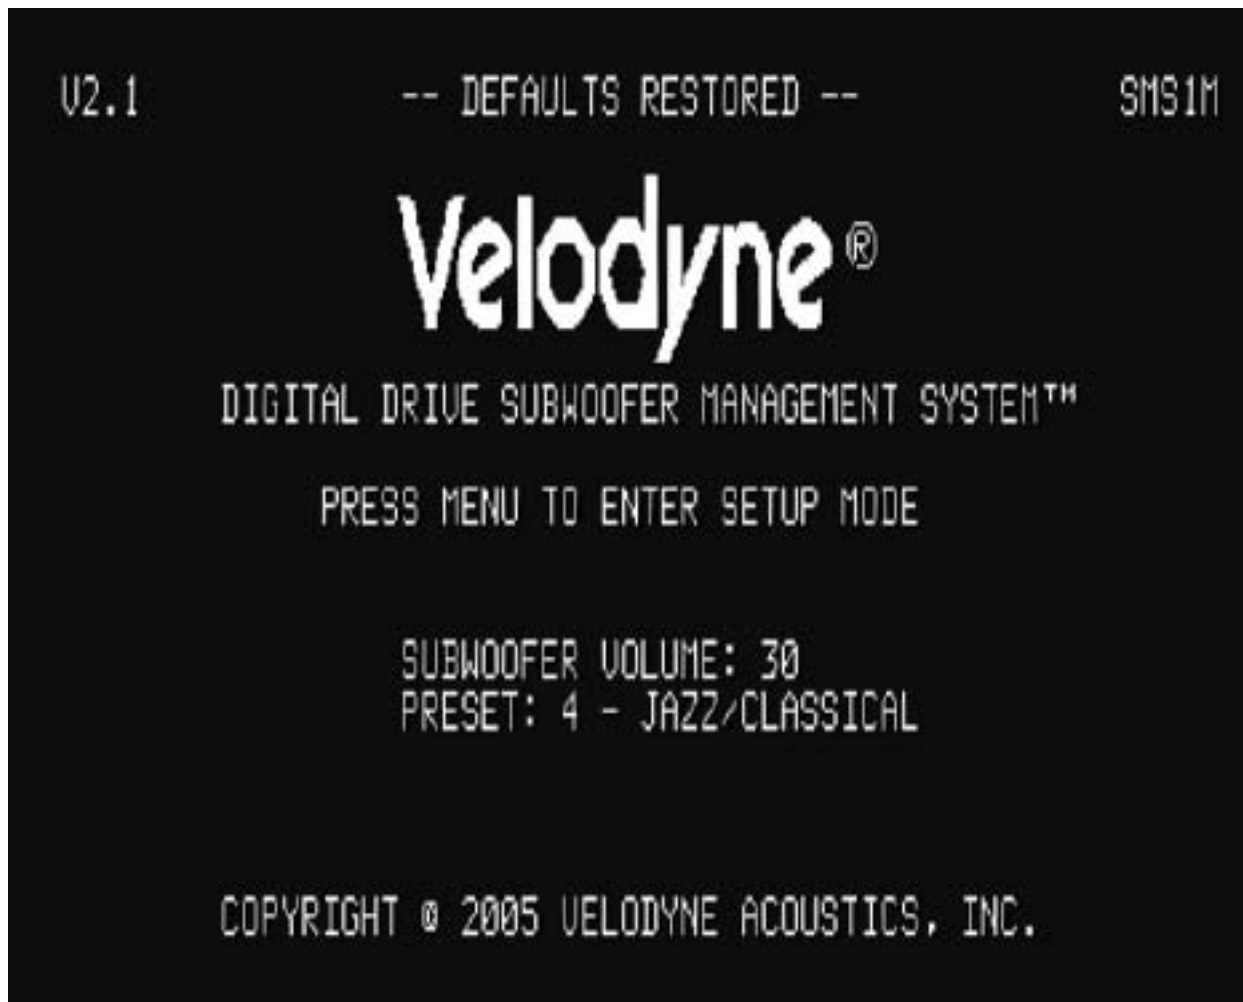 V2.1 -- DEFAULTS RESTORED -- SMS1M
Velodyne®
DIGITAL DRIVE SUBWOOFER MANAGEMENT SYSTEM™
PRESS MENU TO ENTER SETUP MODE
SUBWOOFER VOLUME: 30
PRESET: 4 - JAZZ/CLASSICAL
COPYRIGHT © 2005 VELODYNE ACOUSTICS, INC.